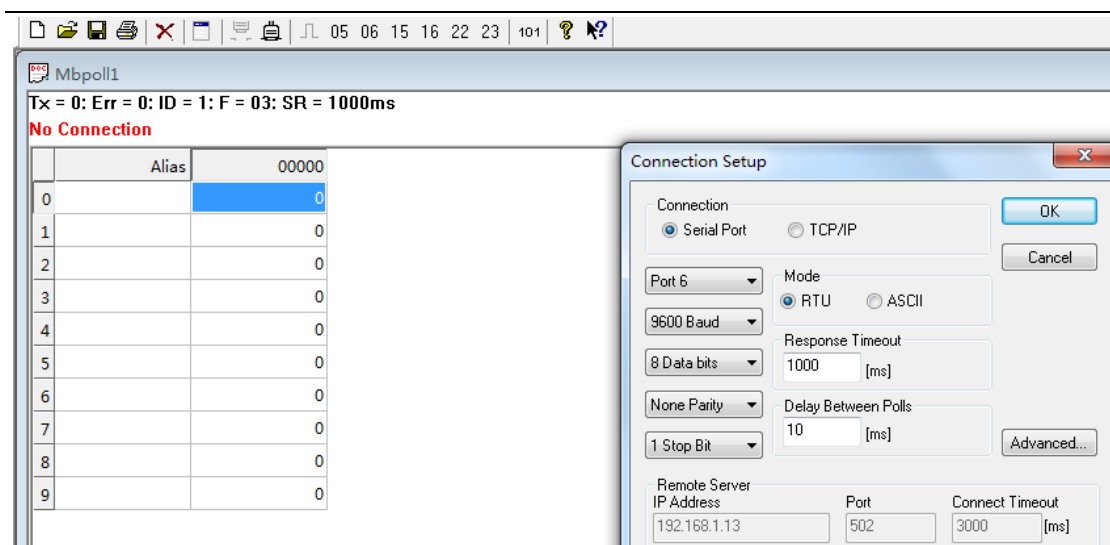 05 06 15 16 22 23 101
Mbpoll1
Tx = 0: Err = 0: ID = 1: F = 03: SR = 1000ms
No Connection
Alias 00000
0 0
1 0
2 0
3 0
4 0
5 0
6 0
7 0
8 0
9 0
Connection Setup
Connection
Serial Port TCP/IP
OK
Cancel
Port 6
Mode
RTU ASCII
9600 Baud
Response Timeout
8 Data bits
1000 [ms]
None Parity
Delay Between Polls
10 [ms]
1 Stop Bit
Advanced...
Remote Server
IP Address Port Connect Timeout
192.168.1.13 502 3000 [ms]